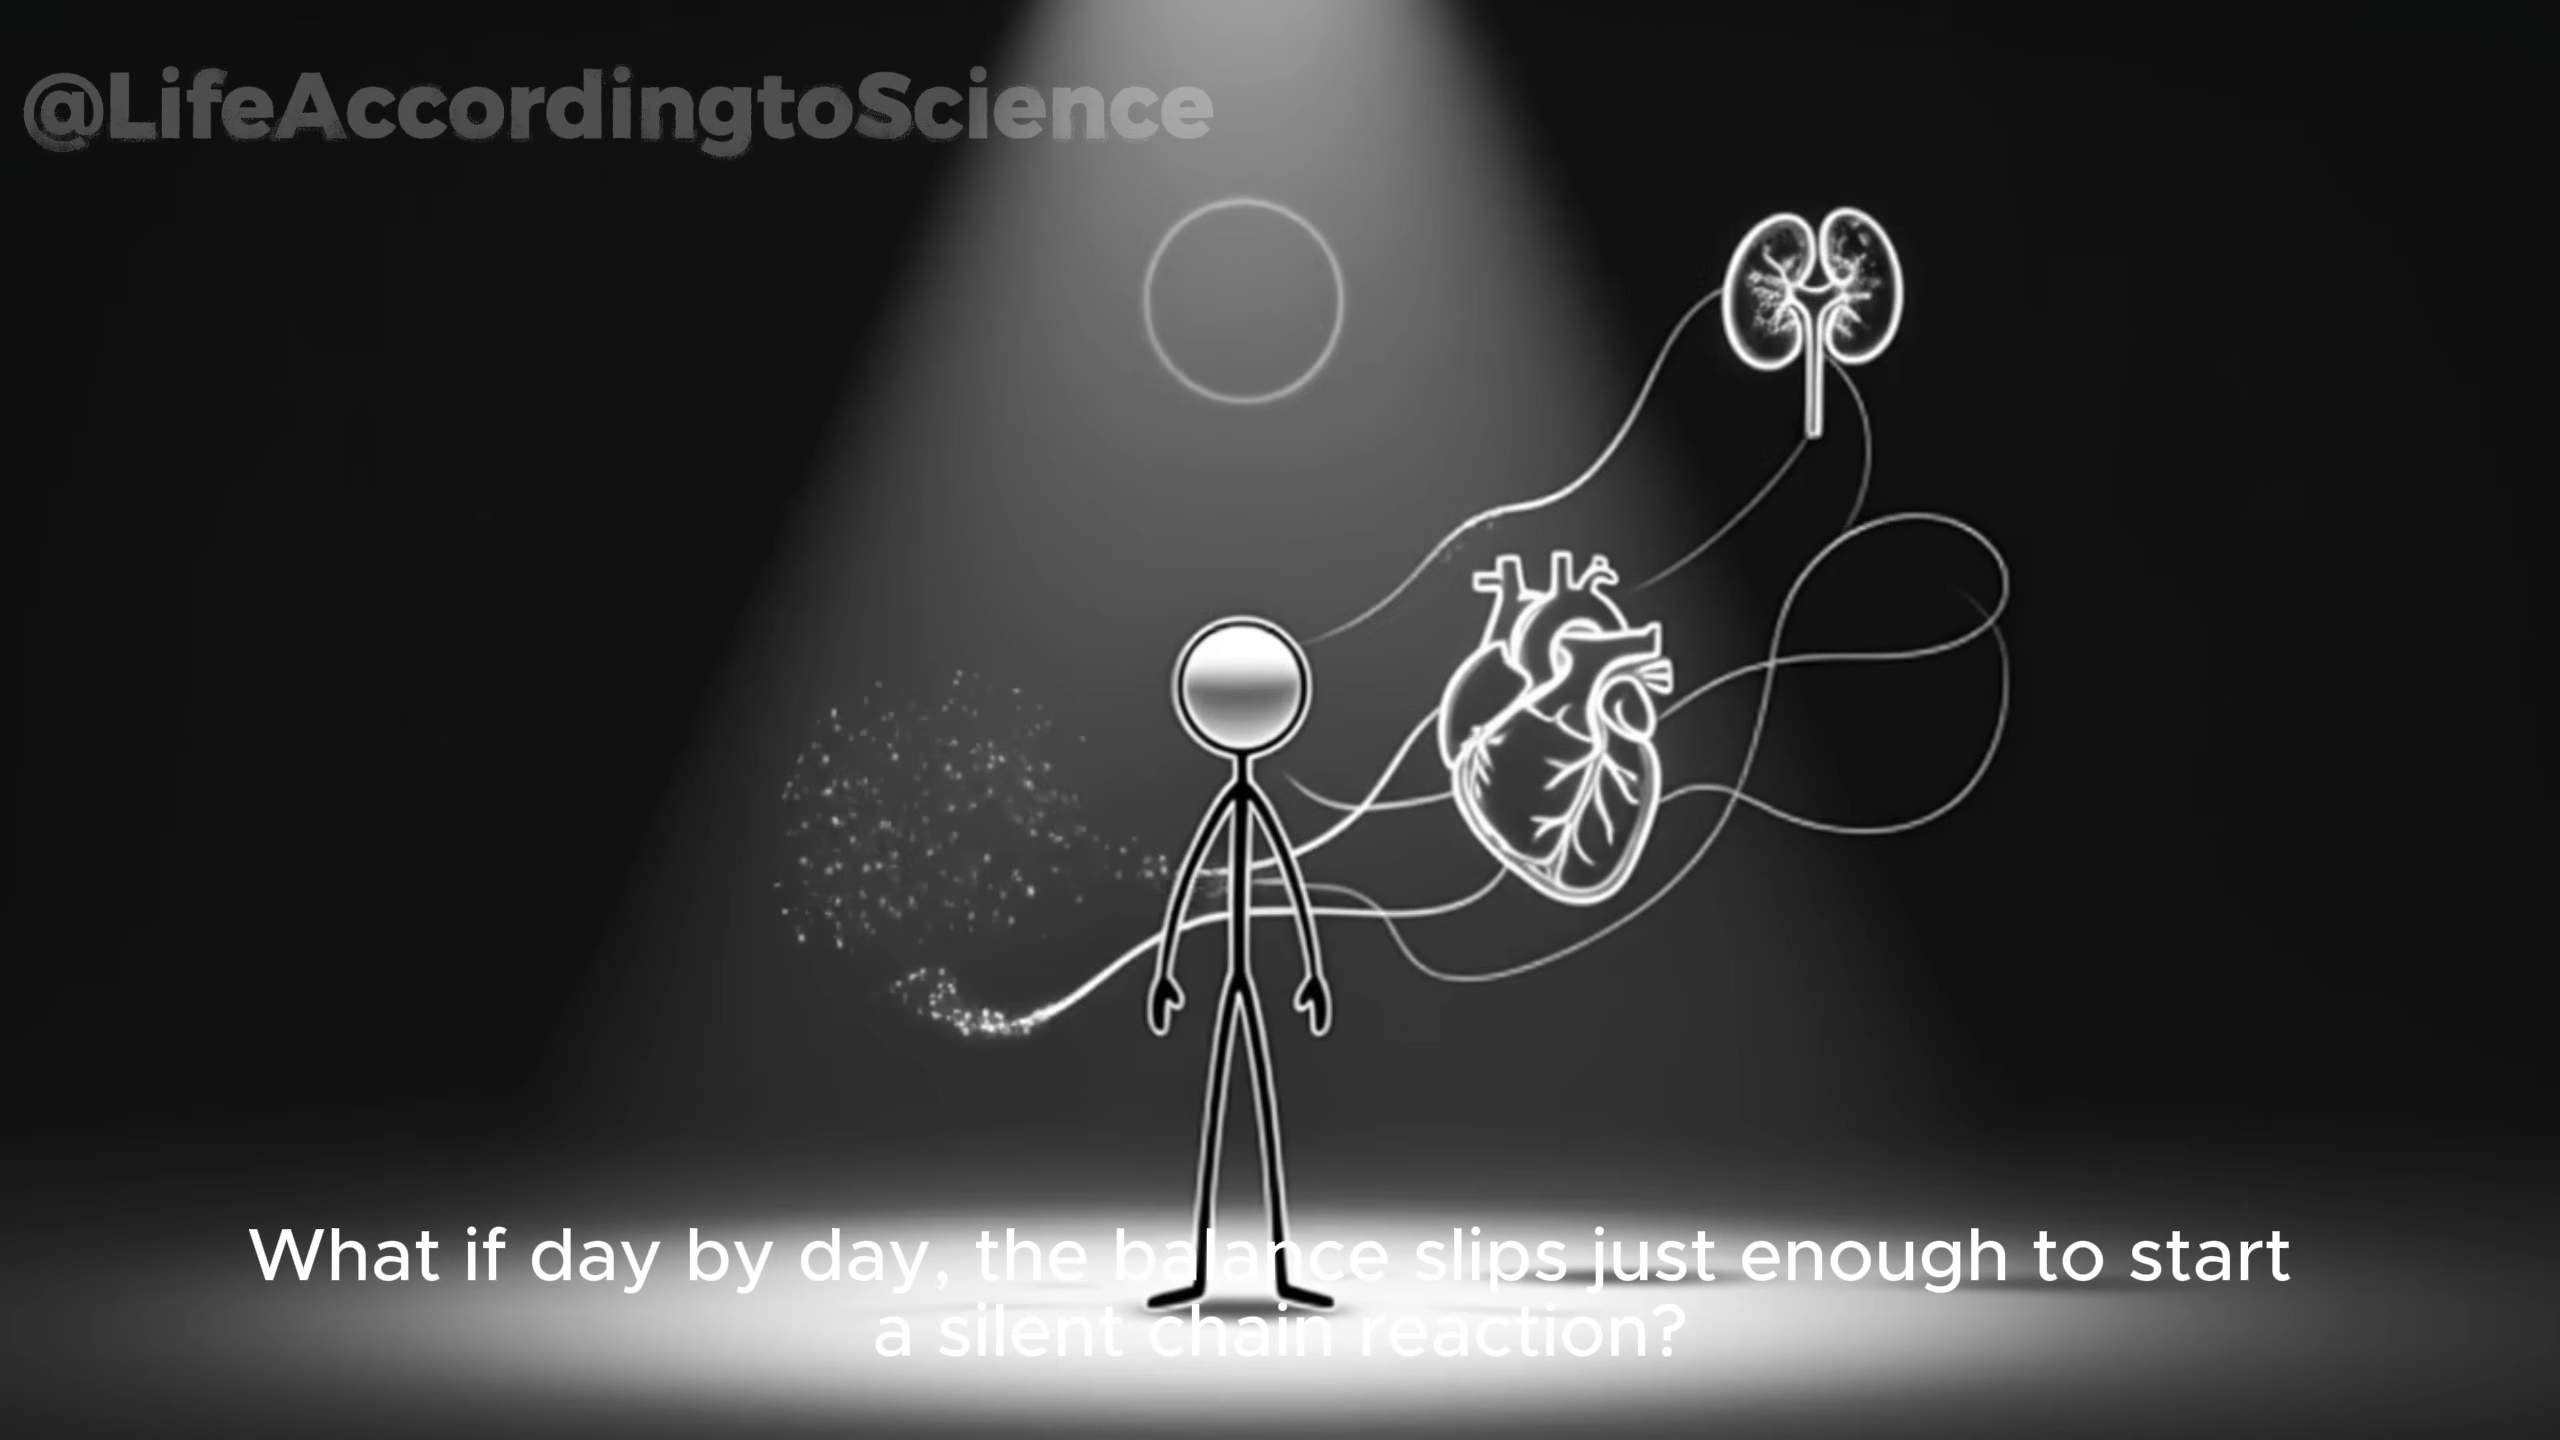 @LifeAccordingtoScience
What if day by day, the balance slips just enough to start
a silent chain reaction?